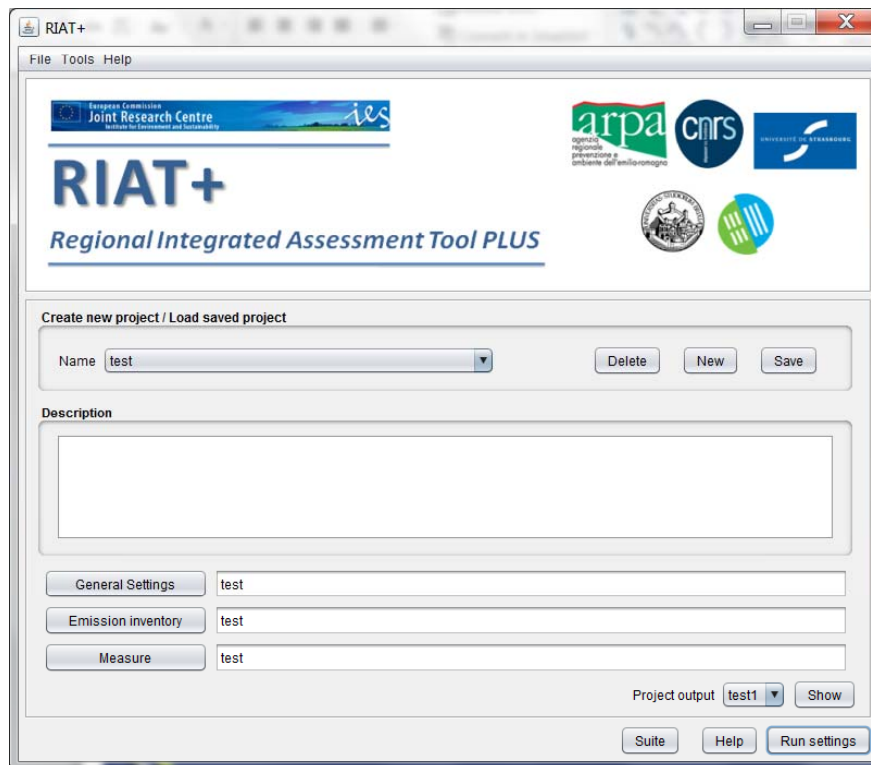 RIAT+
File Tools Help
European Commission
Joint Research Centre
Institute for Environment and Sustainability
ies
arpa
agenzia
regionale
prevenzione e
ambiente dell'emilia-romagna
cnrs
UNIVERSITÉ DE STRASBOURG
RIAT+
Regional Integrated Assessment Tool PLUS
Create new project / Load saved project
Name test Delete New Save
Description
General Settings test
Emission inventory test
Measure test
Project output test1 Show
Suite Help Run settings